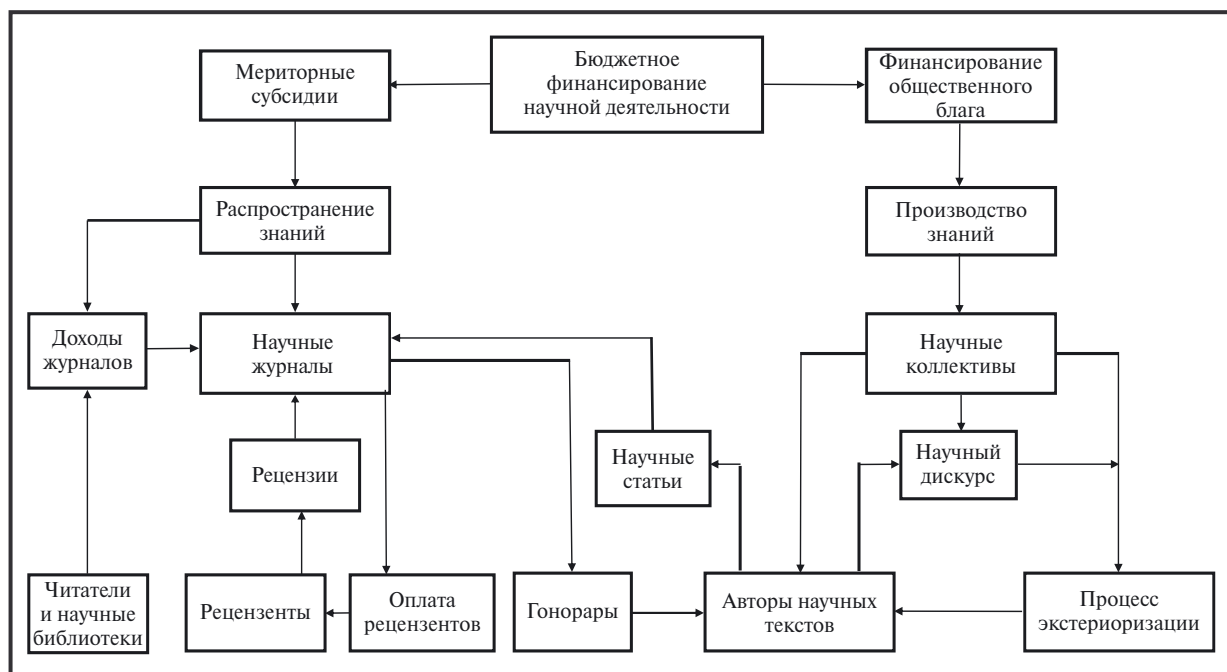 Мериторные
субсидии
Бюджетное
финансирование
научной деятельности
Финансирование
общественного
блага
Распространение
знаний
Производство
знаний
Доходы
журналов
Научные
журналы
Научные
коллективы
Рецензии
Научные
статьи
Научный
дискурс
Читатели
и научные
библиотеки
Рецензенты
Оплата
рецензентов
Гонорары
Авторы научных
текстов
Процесс
экстериоризации